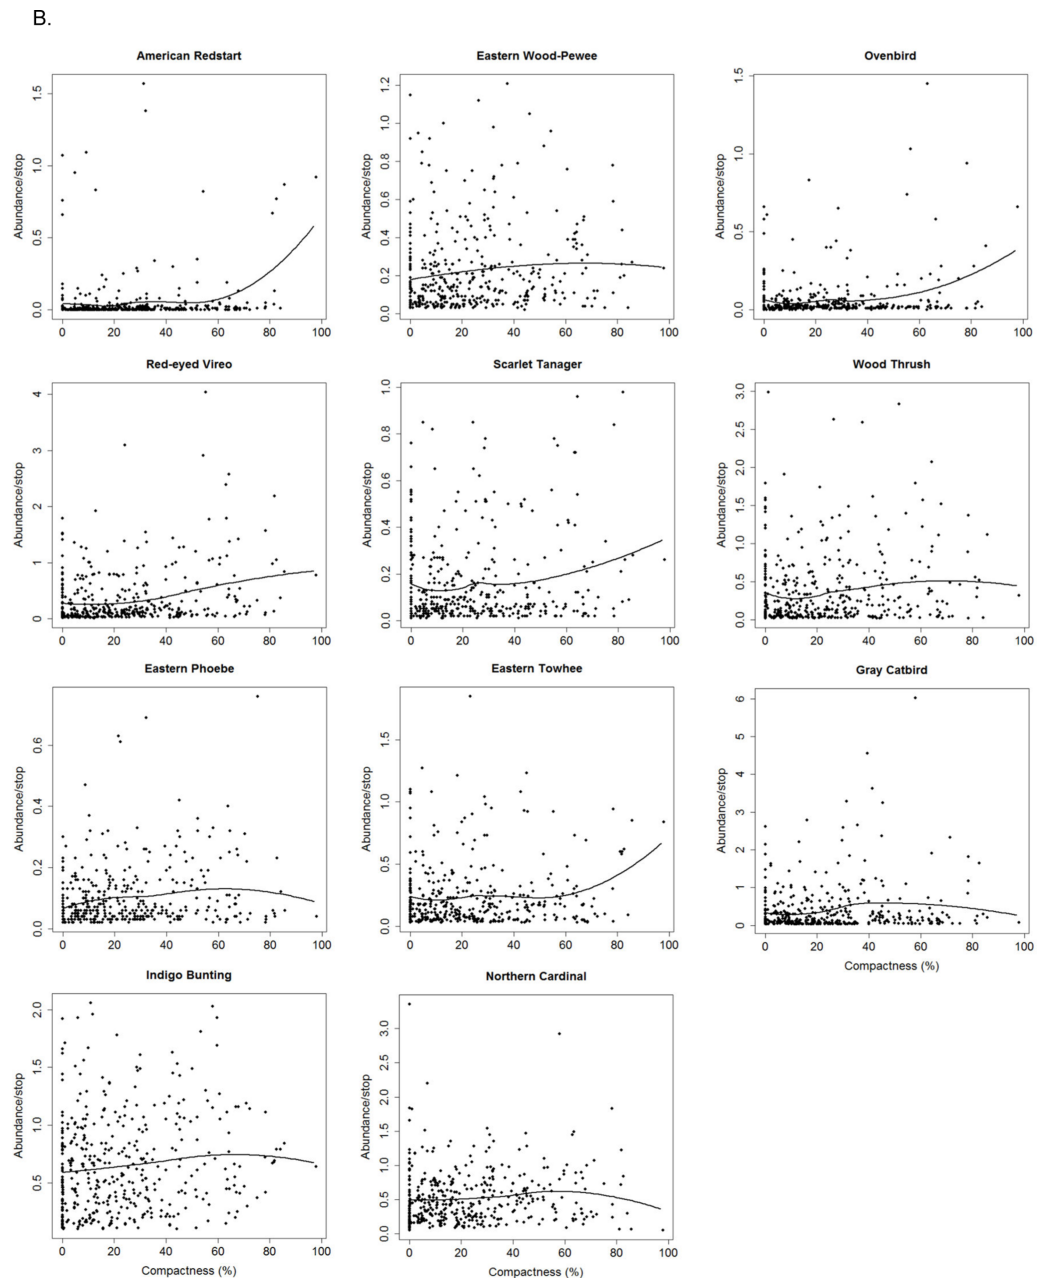 B.
American Redstart
Eastern Wood-Pewee
Ovenbird
Abundance/stop
0.0 0.5 1.0 1.5
0 20 40 60 80 100
Abundance/stop
0.0 0.2 0.4 0.6 0.8 1.0 1.2
0 20 40 60 80 100
Abundance/stop
0.0 0.5 1.0 1.5
0 20 40 60 80 100
Red-eyed Vireo
Scarlet Tanager
Wood Thrush
Abundance/stop
0 1 2 3 4
0 20 40 60 80 100
Abundance/stop
0.0 0.2 0.4 0.6 0.8 1.0
0 20 40 60 80 100
Abundance/stop
0.0 0.5 1.0 1.5 2.0 2.5 3.0
0 20 40 60 80 100
Eastern Phoebe
Eastern Towhee
Gray Catbird
Abundance/stop
0.0 0.2 0.4 0.6
0 20 40 60 80 100
Abundance/stop
0.0 0.5 1.0 1.5
0 20 40 60 80 100
Abundance/stop
0 1 2 3 4 5 6
0 20 40 60 80 100
Compactness (%)
Indigo Bunting
Northern Cardinal
Abundance/stop
0.5 1.0 1.5 2.0
0 20 40 60 80 100
Compactness (%)
Abundance/stop
0.0 0.5 1.0 1.5 2.0 2.5 3.0
0 20 40 60 80 100
Compactness (%)